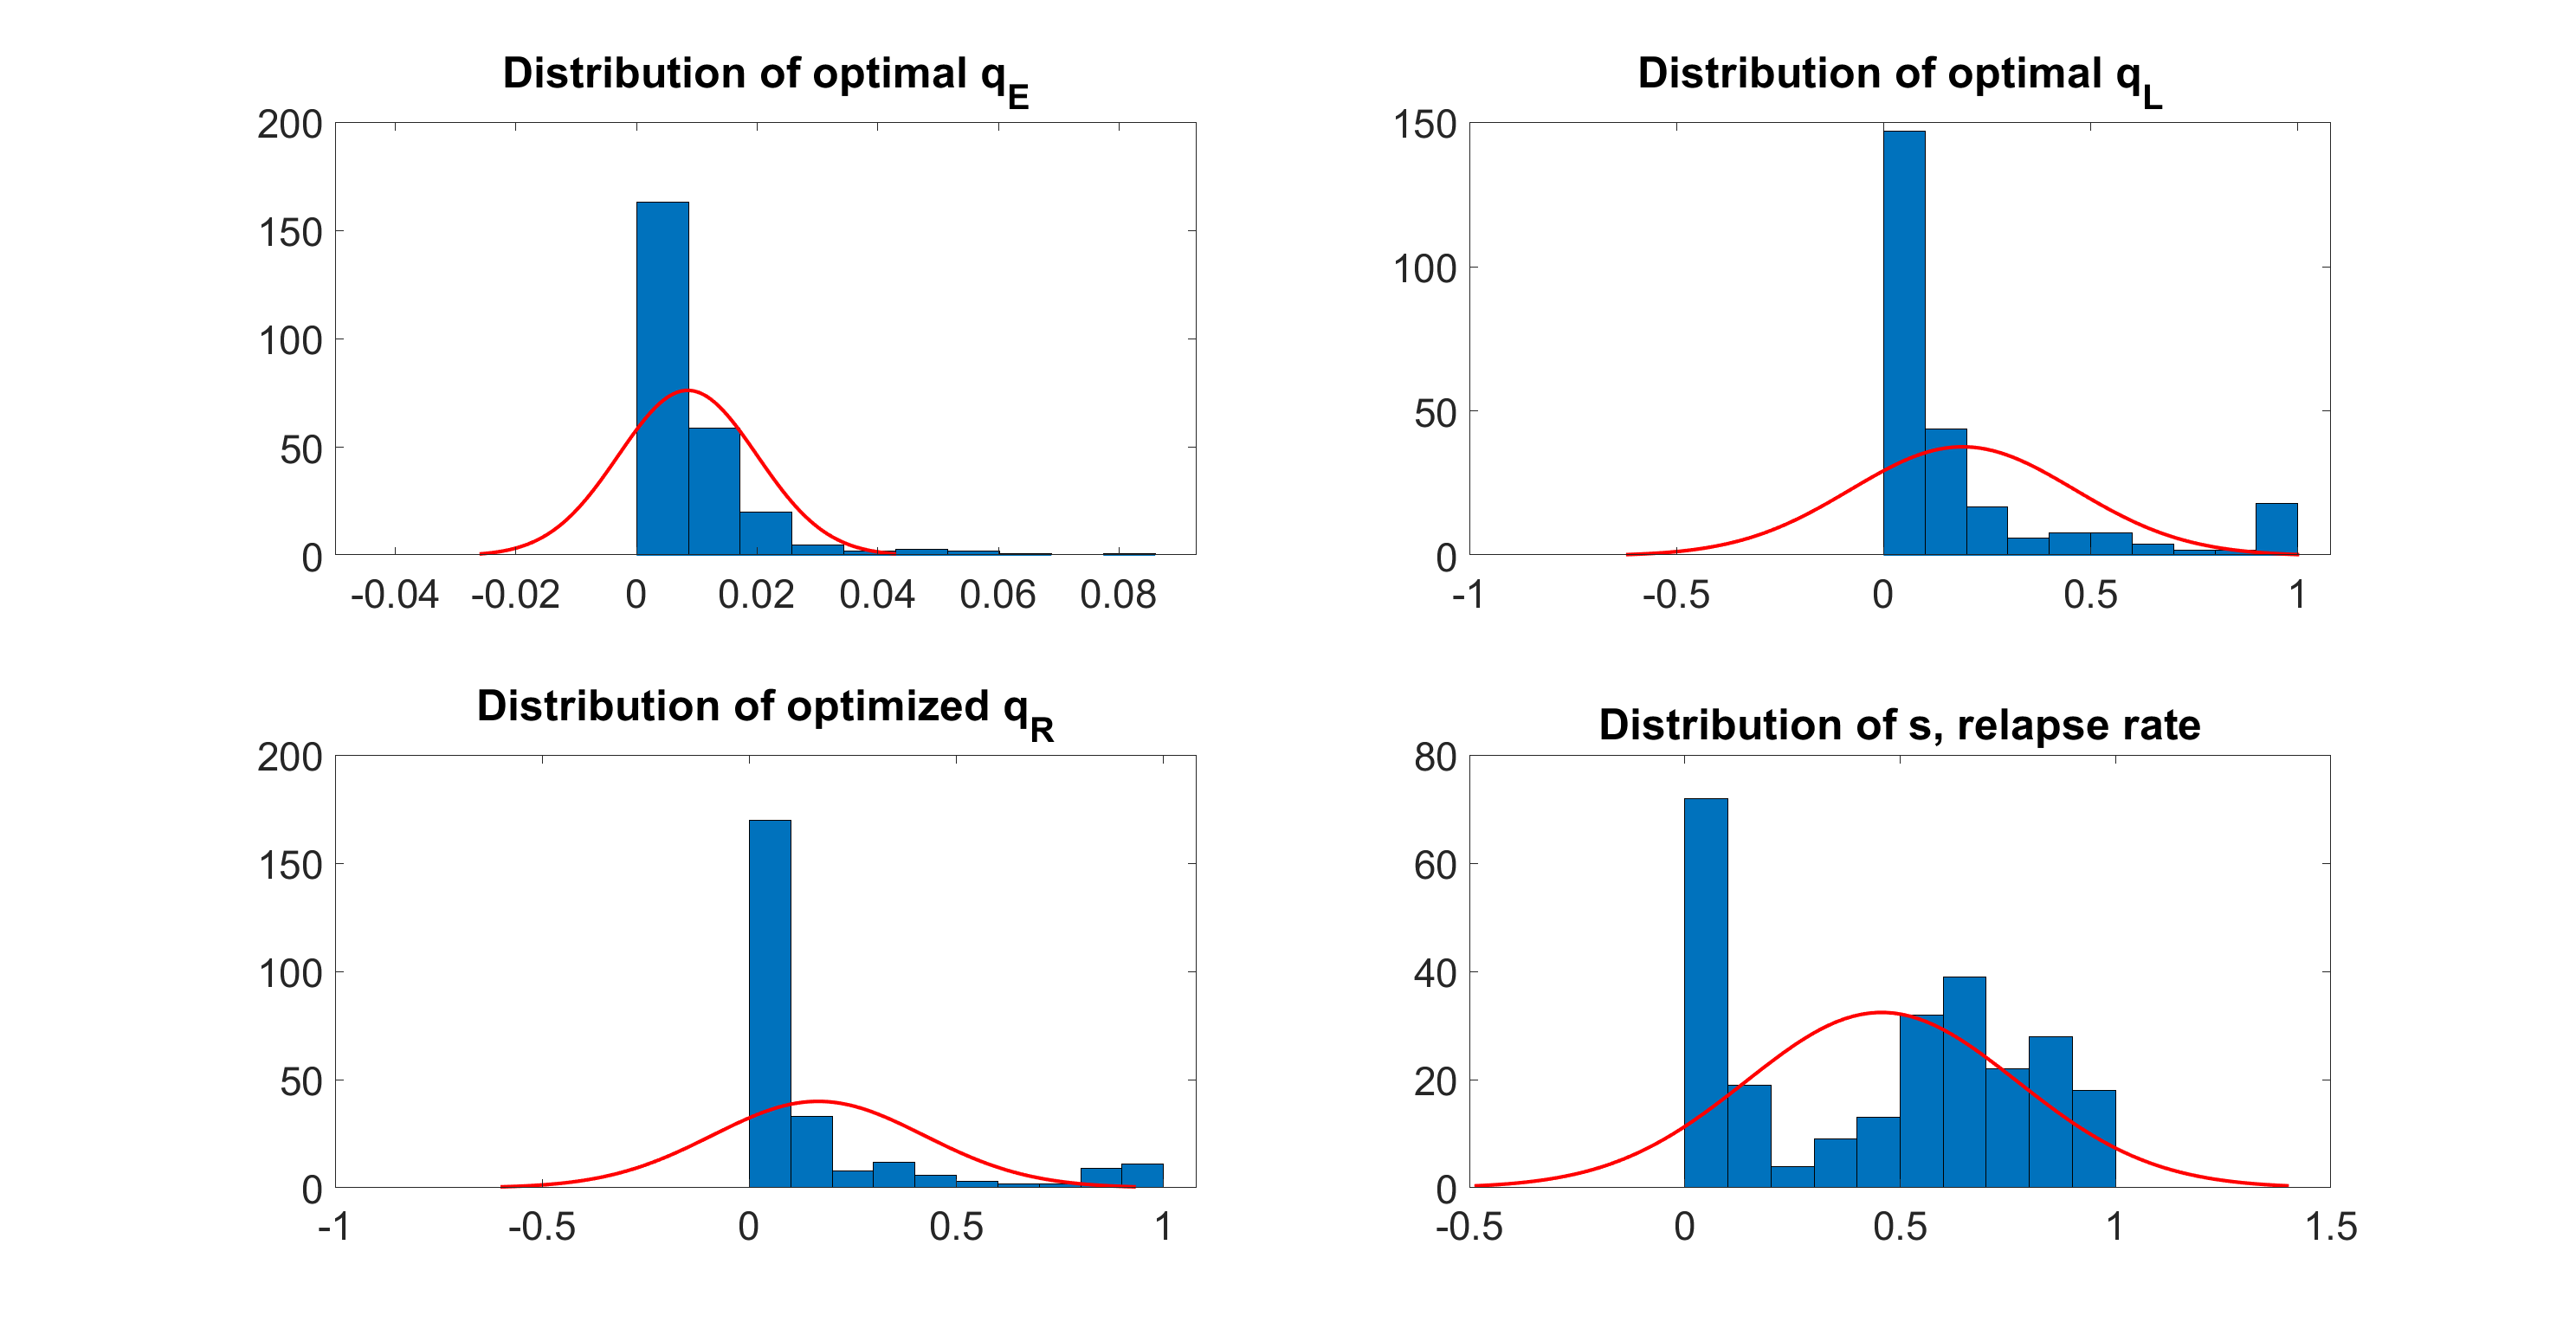 Distribution of optimal qE
200
150
100
50
0
-0.04 -0.02 0 0.02 0.04 0.06 0.08
Distribution of optimal qL
150
100
50
0
-1 -0.5 0 0.5 1
Distribution of optimized qR
200
150
100
50
0
-1 -0.5 0 0.5 1
Distribution of s, relapse rate
80
60
40
20
0
-0.5 0 0.5 1 1.5